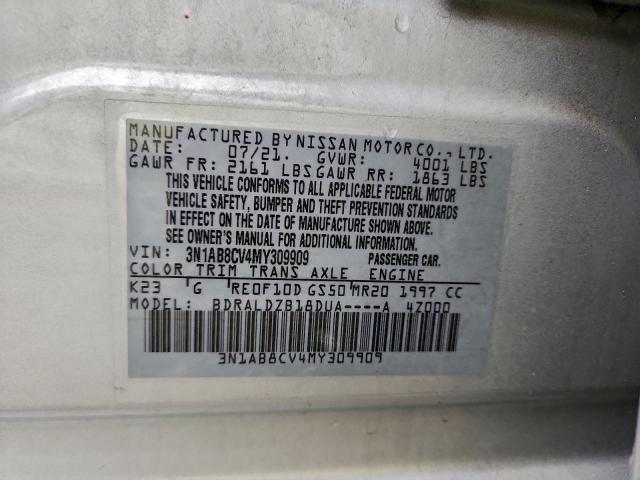 MANUFACTURED BY NISSAN MOTOR CO., LTD.
DATE: 07/21. GVWR: 4001 LBS
GAWR FR: 2161 LBS GAWR RR: 1863 LBS
THIS VEHICLE CONFORMS TO ALL APPLICABLE FEDERAL MOTOR
VEHICLE SAFETY, BUMPER AND THEFT PREVENTION STANDARDS
IN EFFECT ON THE DATE OF MANUFACTURE SHOWN ABOVE.
SEE OWNER'S MANUAL FOR ADDITIONAL INFORMATION.
VIN: 3N1AB8CV4MY309909 PASSENGER CAR.
COLOR TRIM TRANS AXLE ENGINE
K23 G RE0F10D GS50 MR20 1997 CC
MODEL: BDRALDZB18DUA----A 4Z000
3N1AB8CV4MY309909